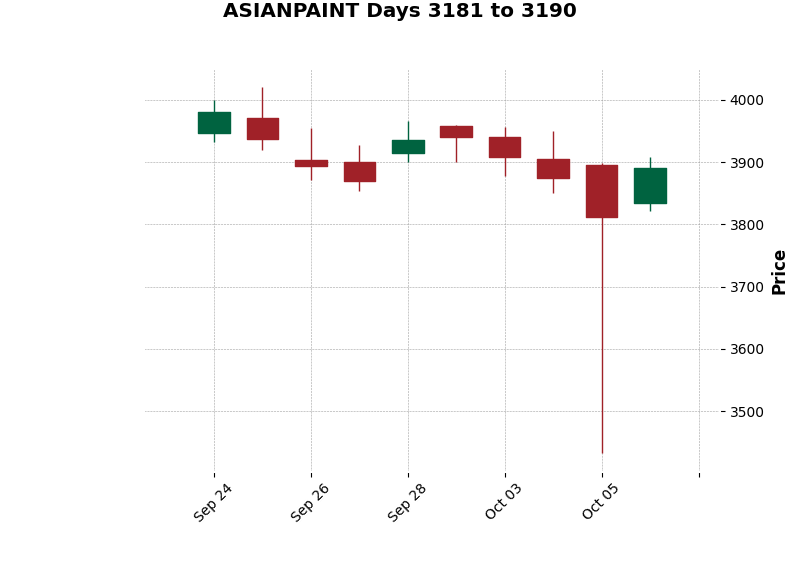 ASIANPAINT Days 3181 to 3190
4000
3900
3800
3700
3600
3500
Price
Sep 24
Sep 26
Sep 28
Oct 03
Oct 05